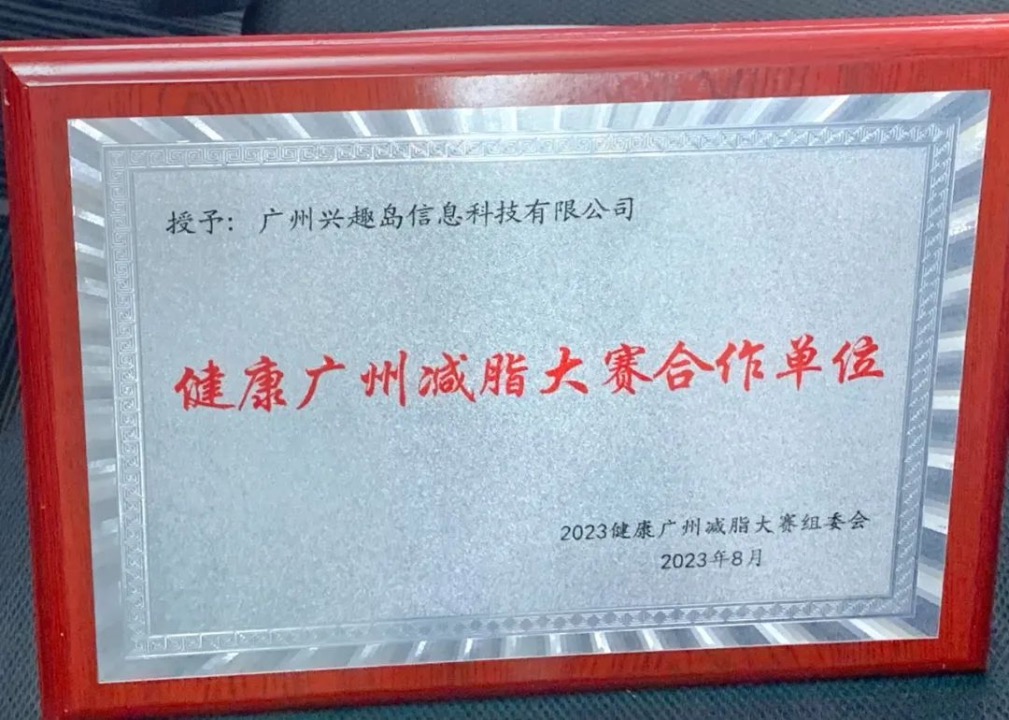 授予: 广州兴趣岛信息科技有限公司
健康广州减脂大赛合作单位
2023健康广州减脂大赛组委会
2023年8月